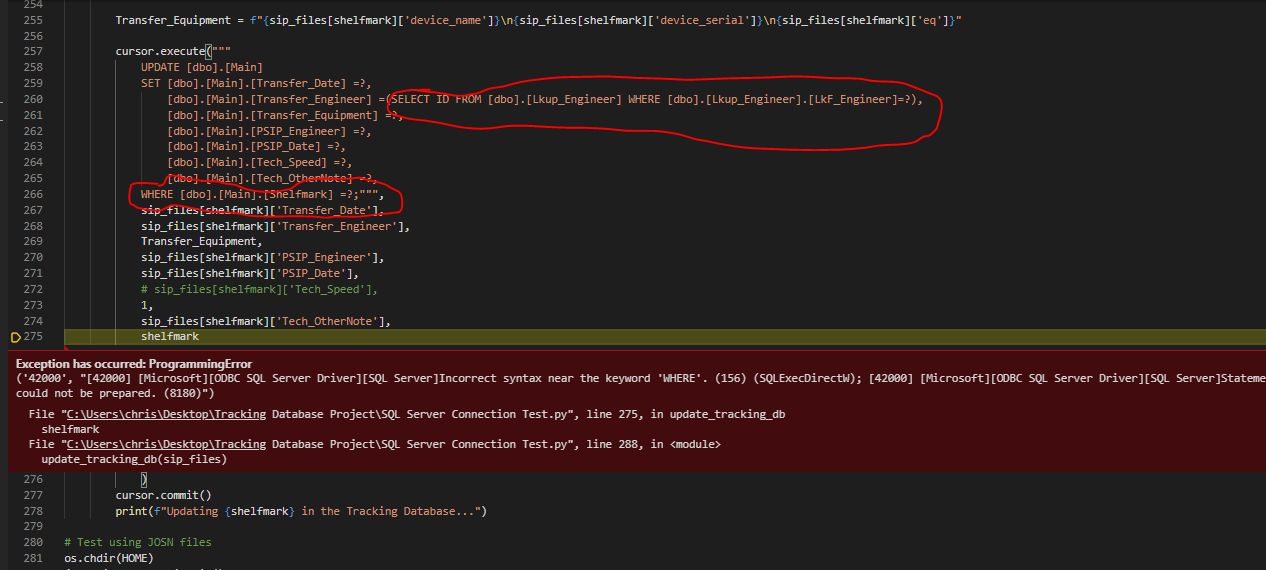 254
255 Transfer_Equipment = f"{sip_files[shelfmark]['device_name']}\n{sip_files[shelfmark]['device_serial']}\n{sip_files[shelfmark]['eq']}"
256
257 cursor.execute("""
258 UPDATE [dbo].[Main]
259 SET [dbo].[Main].[Transfer_Date] =?,
260 [dbo].[Main].[Transfer_Engineer] =(SELECT ID FROM [dbo].[Lkup_Engineer] WHERE [dbo].[Lkup_Engineer].[LkF_Engineer]=?),
261 [dbo].[Main].[Transfer_Equipment] =?,
262 [dbo].[Main].[PSIP_Engineer] =?,
263 [dbo].[Main].[PSIP_Date] =?,
264 [dbo].[Main].[Tech_Speed] =?,
265 [dbo].[Main].[Tech_OtherNote] =?,
266 WHERE [dbo].[Main].[Shelfmark] =?;""",
267 sip_files[shelfmark]['Transfer_Date'],
268 sip_files[shelfmark]['Transfer_Engineer'],
269 Transfer_Equipment,
270 sip_files[shelfmark]['PSIP_Engineer'],
271 sip_files[shelfmark]['PSIP_Date'],
272 # sip_files[shelfmark]['Tech_Speed'],
273 1,
274 sip_files[shelfmark]['Tech_OtherNote'],
275 shelfmark
Exception has occurred: ProgrammingError
('42000', "[42000] [Microsoft][ODBC SQL Server Driver][SQL Server]Incorrect syntax near the keyword 'WHERE'. (156) (SQLExecDirectW); [42000] [Microsoft][ODBC SQL Server Driver][SQL Server]Stateme
could not be prepared. (8180)")
File "C:\Users\chris\Desktop\Tracking Database Project\SQL Server Connection Test.py", line 275, in update_tracking_db
shelfmark
File "C:\Users\chris\Desktop\Tracking Database Project\SQL Server Connection Test.py", line 288, in <module>
update_tracking_db(sip_files)
276 )
277 cursor.commit()
278 print(f"Updating {shelfmark} in the Tracking Database...")
279
280 # Test using JOSN files
281 os.chdir(HOME)